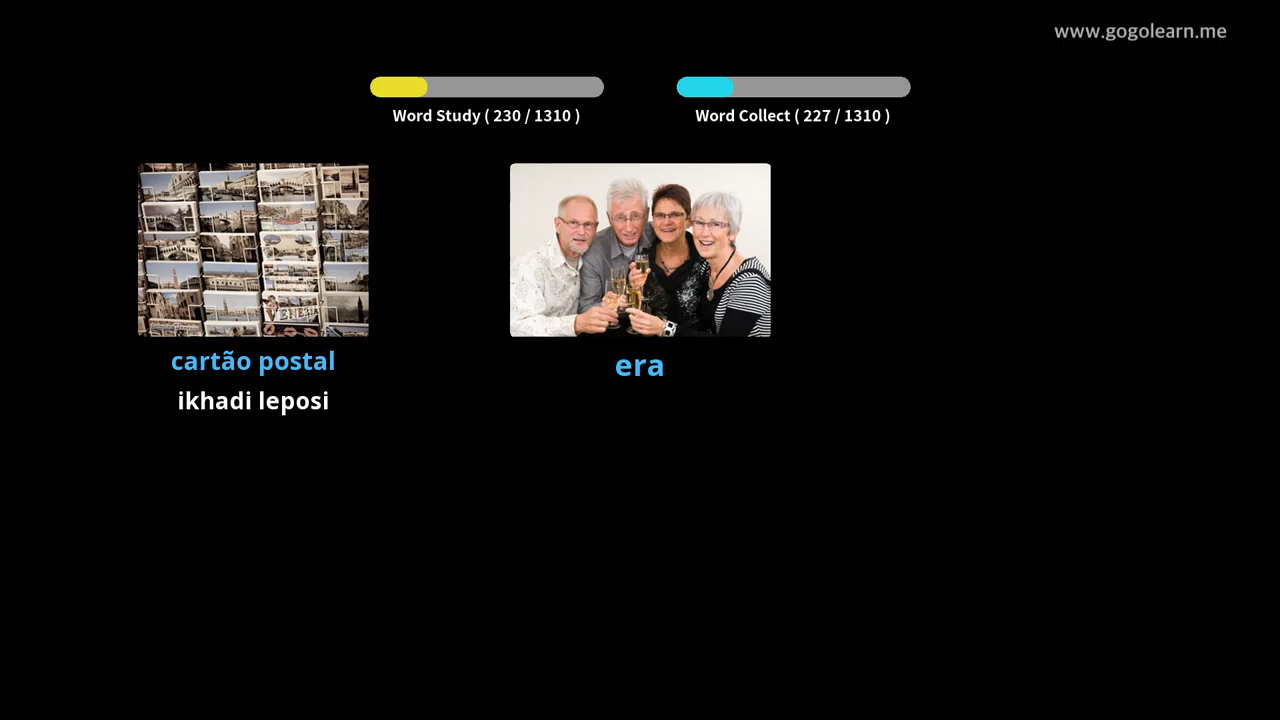 www.gogolearn.me
Word Study ( 230 / 1310 )
Word Collect ( 227 / 1310 )
cartão postal
ikhadi leposi
era